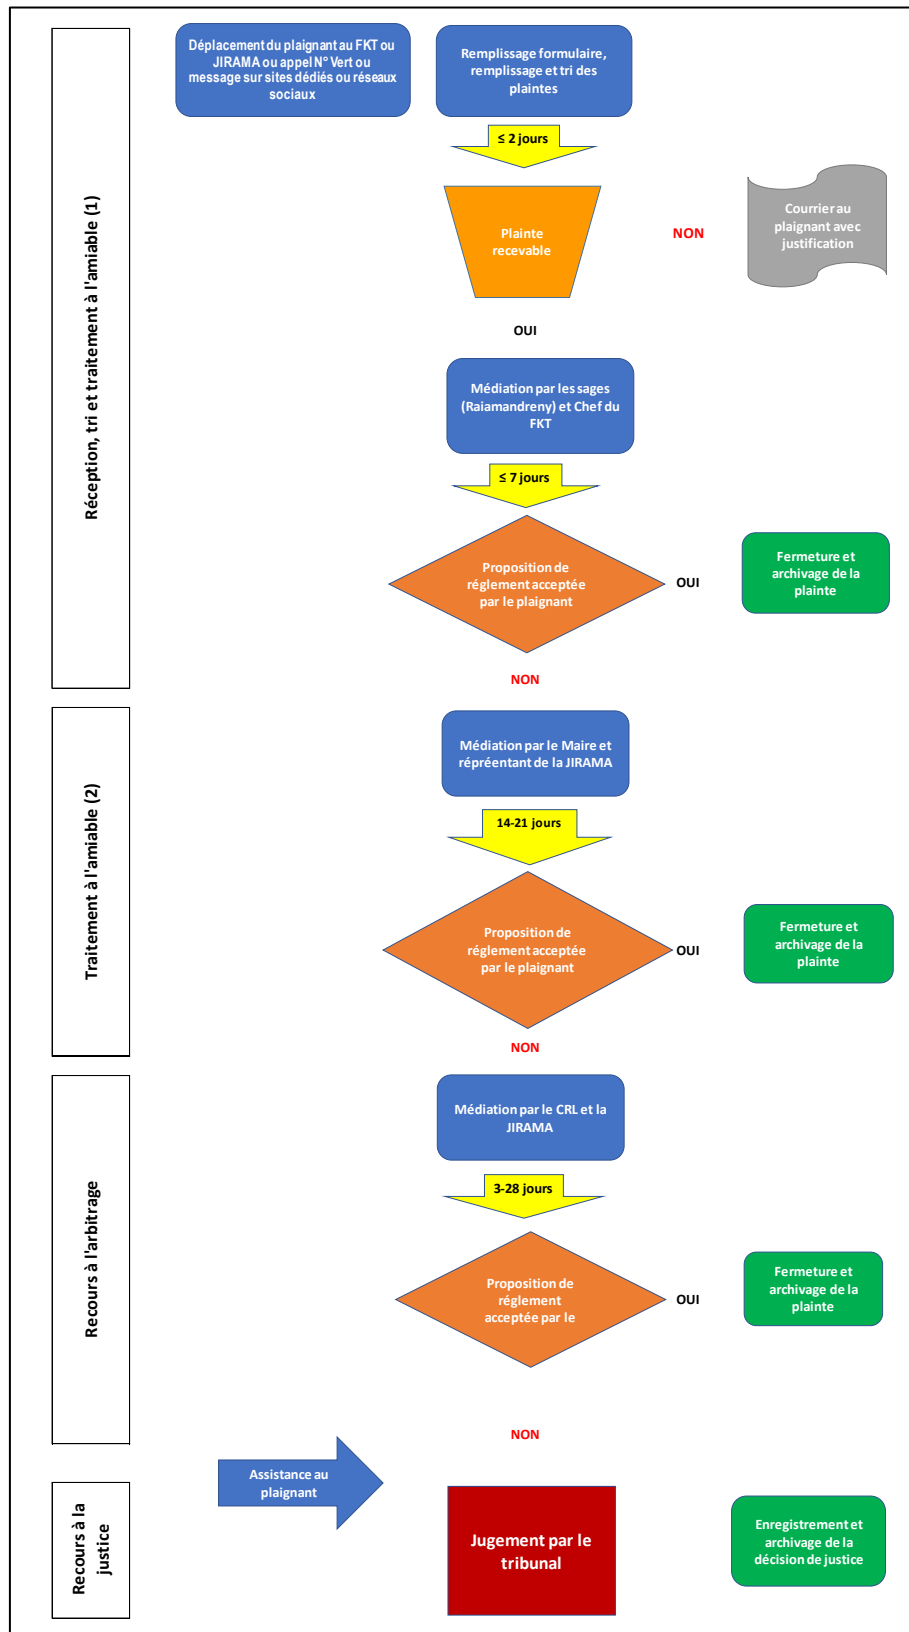 Déplacement du plaignant au FKT ou
JIRAMA ou appel N° Vert ou
message sur sites dédiés ou réseaux
sociaux
Remplissage formulaire,
remplissage et tri des
plaintes
≤ 2 jours
Réception, tri et traitement à l'amiable (1)
Plainte
recevable
NON
Courrier au
plaignant avec
justification
OUI
Médiation par les sages
(Raiamandreny) et Chef du
FKT
≤ 7 jours
Proposition de
réglement acceptée
par le plaignant
OUI
Fermeture et
archivage de la
plainte
NON
Traitement à l'amiable (2)
Médiation par le Maire et
répréentant de la JIRAMA
14-21 jours
Proposition de
réglement acceptée
par le plaignant
OUI
Fermeture et
archivage de la
plainte
NON
Recours à l'arbitrage
Médiation par le CRL et la
JIRAMA
3-28 jours
Proposition de
réglement
acceptée par le
OUI
Fermeture et
archivage de la
plainte
NON
Recours à la
justice
Assistance au
plaignant
Jugement par le
tribunal
Enregistrement et
archivage de la
décision de justice